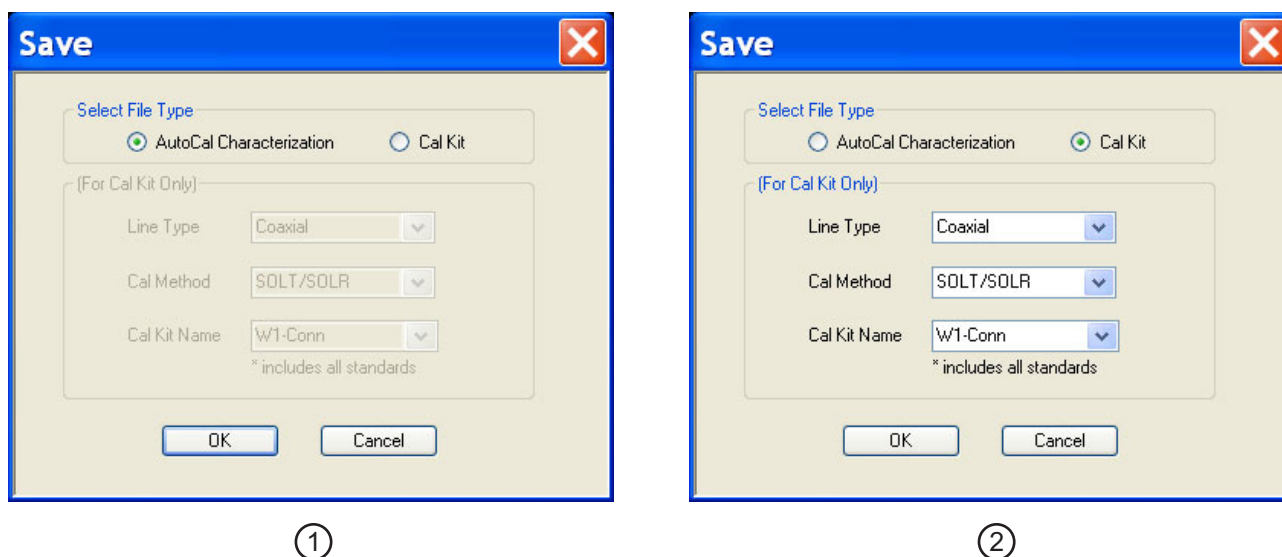 Save
Select File Type
AutoCal Characterization Cal Kit
(For Cal Kit Only)
Line Type Coaxial
Cal Method SOLT/SOLR
Cal Kit Name W1-Conn
* includes all standards
OK Cancel
1
Save
Select File Type
AutoCal Characterization Cal Kit
(For Cal Kit Only)
Line Type Coaxial
Cal Method SOLT/SOLR
Cal Kit Name W1-Conn
* includes all standards
OK Cancel
2